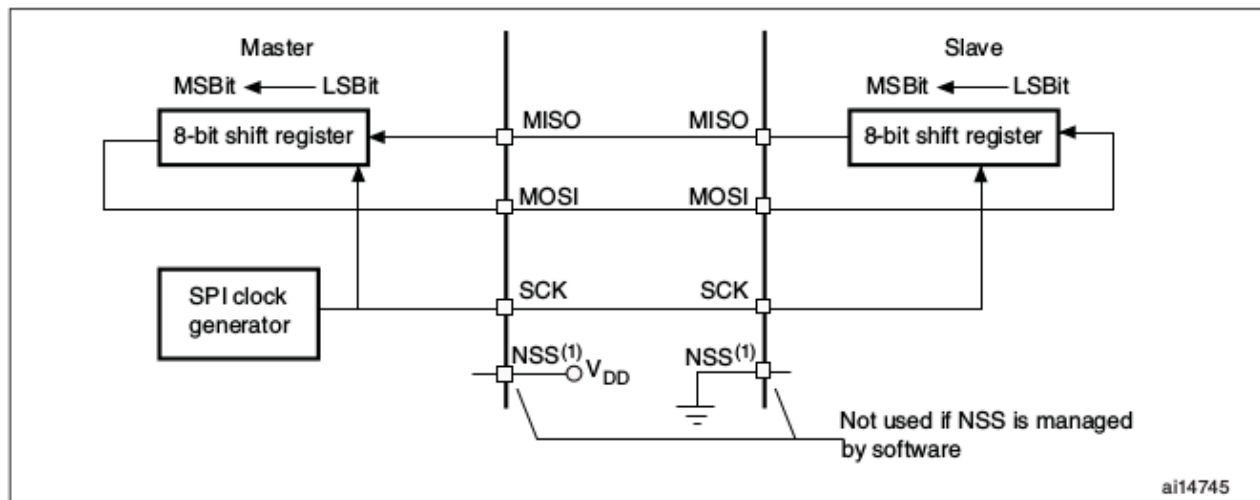 Master
Slave
MSBit LSBit
MSBit LSBit
8-bit shift register
MISO
MISO
8-bit shift register
MOSI
MOSI
SPI clock
generator
SCK
SCK
NSS(1)
VDD
NSS(1)
Not used if NSS is managed
by software
ai14745